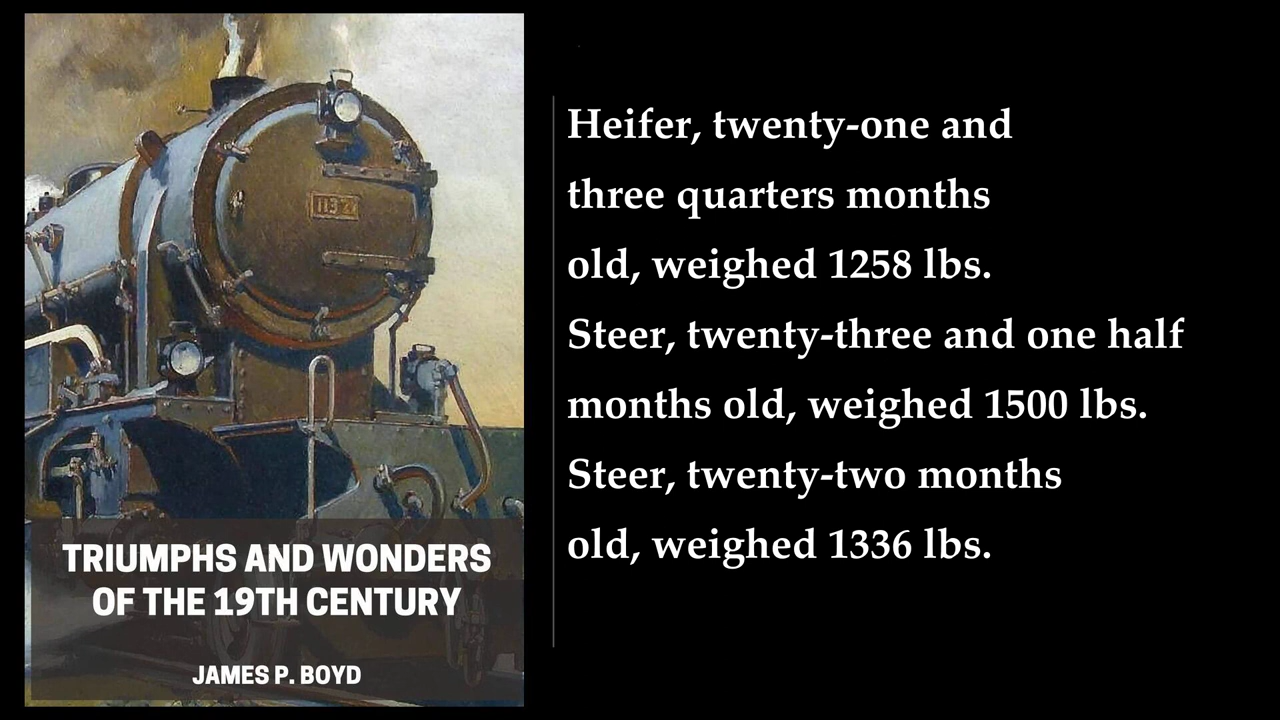 1132
TRIUMPHS AND WONDERS
OF THE 19TH CENTURY
JAMES P. BOYD
Heifer, twenty-one and
three quarters months
old, weighed 1258 lbs.
Steer, twenty-three and one half
months old, weighed 1500 lbs.
Steer, twenty-two months
old, weighed 1336 lbs.